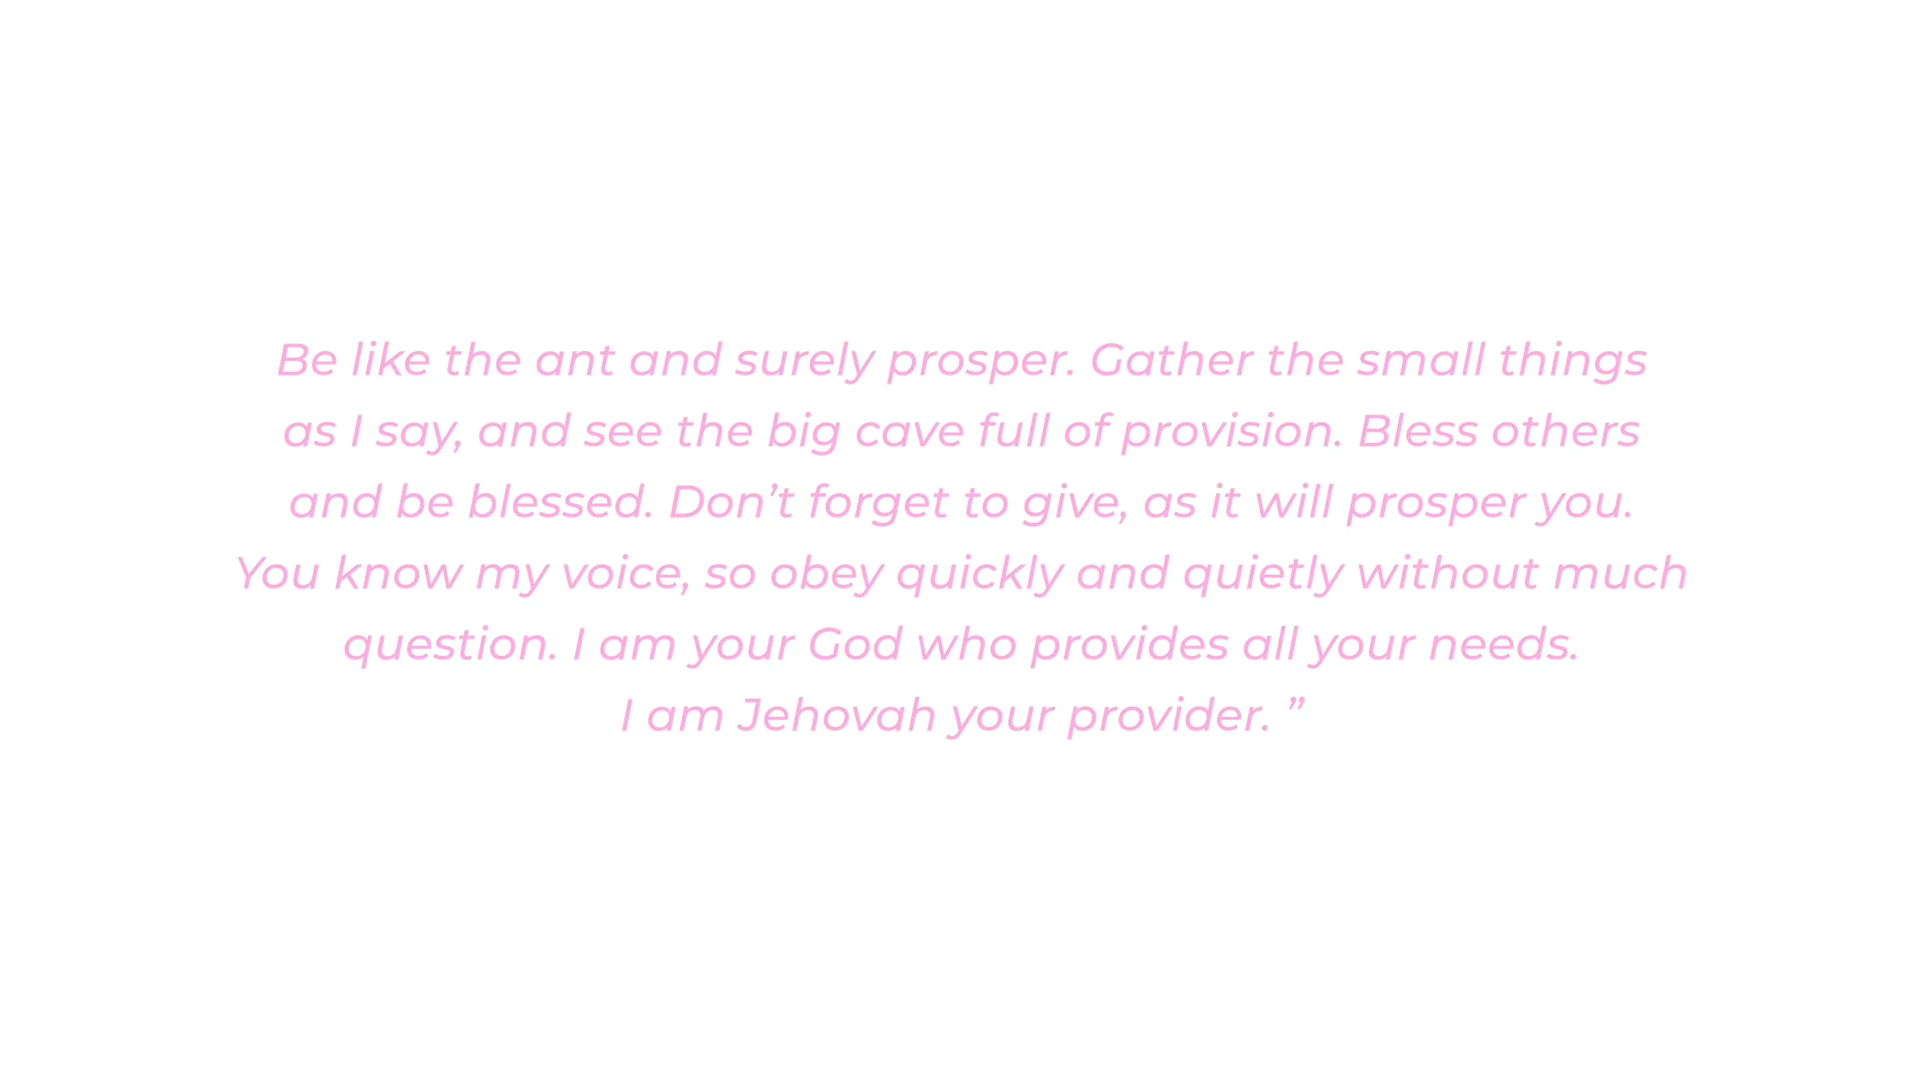 Be like the ant and surely prosper. Gather the small things
as I say, and see the big cave full of provision. Bless others
and be blessed. Don’t forget to give, as it will prosper you.
You know my voice, so obey quickly and quietly without much
question. I am your God who provides all your needs.
I am Jehovah your provider. ”